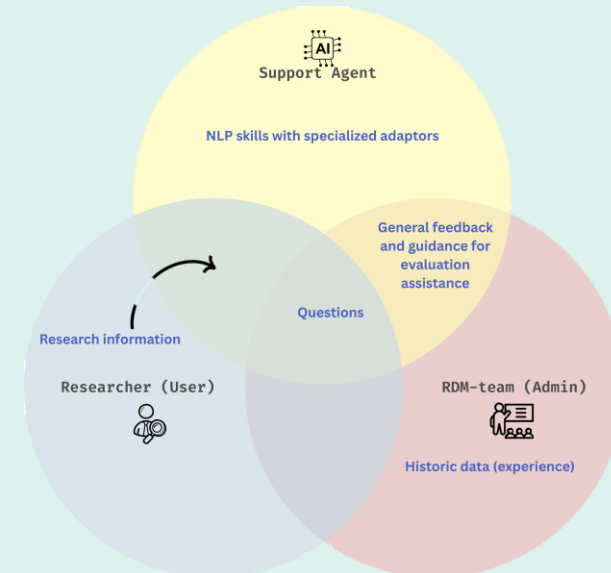 AI
Support Agent
NLP skills with specialized adaptors
General feedback
and guidance for
evaluation
assistance
Questions
Research information
Researcher (User)
RDM-team (Admin)
Historic data (experience)